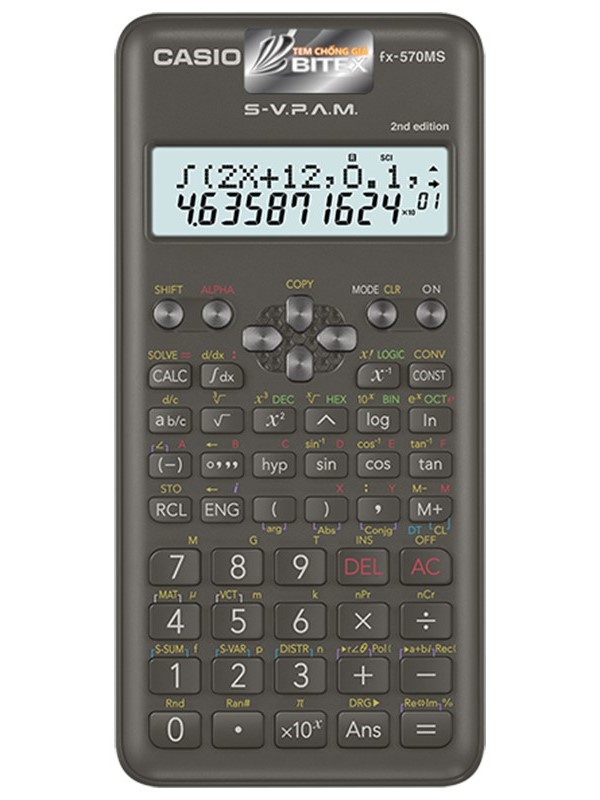 CASIO TEM CHỐNG GIẢ BITEX fx-570MS
S-V.P.A.M.
2nd edition
R SCI
∫(2X+12,0.1,
4.635871624×10 01
COPY
SHIFT ALPHA MODE CLR ON
SOLVE = d/dx : x! LOGIC CONV
CALC ∫dx x⁻¹ CONST
d/c ³√ x³ DEC ˣ√ HEX 10ˣ BIN eˣ OCT e
a b/c √ x² ^ log ln
∠ A ← B C sin⁻¹ D cos⁻¹ E tan⁻¹ F
(−) °,,, hyp sin cos tan
STO ← i X : Y M− M
RCL ENG ( ) , M+
arg Abs Conjg DT CL
M G T INS OFF
7 8 9 DEL AC
MAT μ VCT m k nPr nCr
4 5 6 × ÷
S-SUM f S-VAR p DISTR n ▸r∠θ Pol( ▸a+bi Rec(
1 2 3 + −
Rnd Ran# π DRG▸ Re⇔Im %
0 • ×10ˣ Ans =